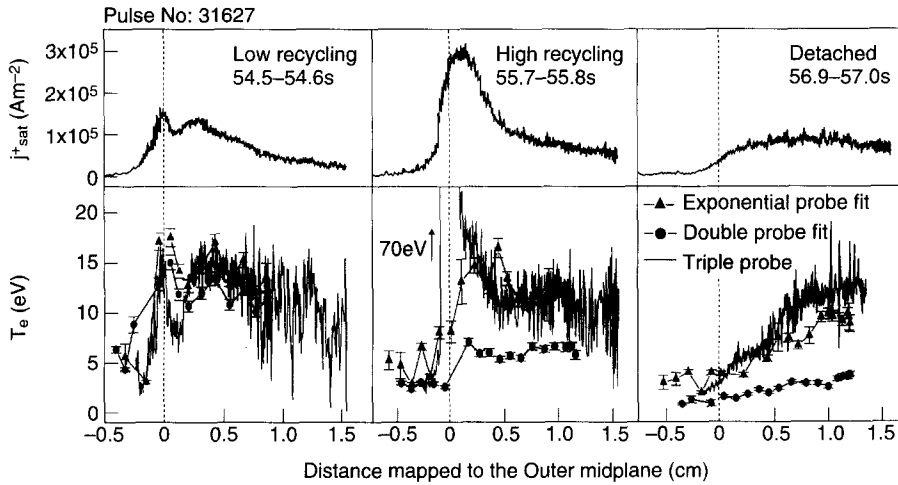 Pulse No: 31627
Low recycling
54.5–54.6s
High recycling
55.7–55.8s
Detached
56.9–57.0s
3x10⁵
2x10⁵
1x10⁵
0
j⁺sat (Am⁻²)
20
15
10
5
0
Tₑ (eV)
70eV
Exponential probe fit
Double probe fit
Triple probe
–0.5 0 0.5 1.0 1.5
–0.5 0 0.5 1.0 1.5
–0.5 0 0.5 1.0 1.5
Distance mapped to the Outer midplane (cm)